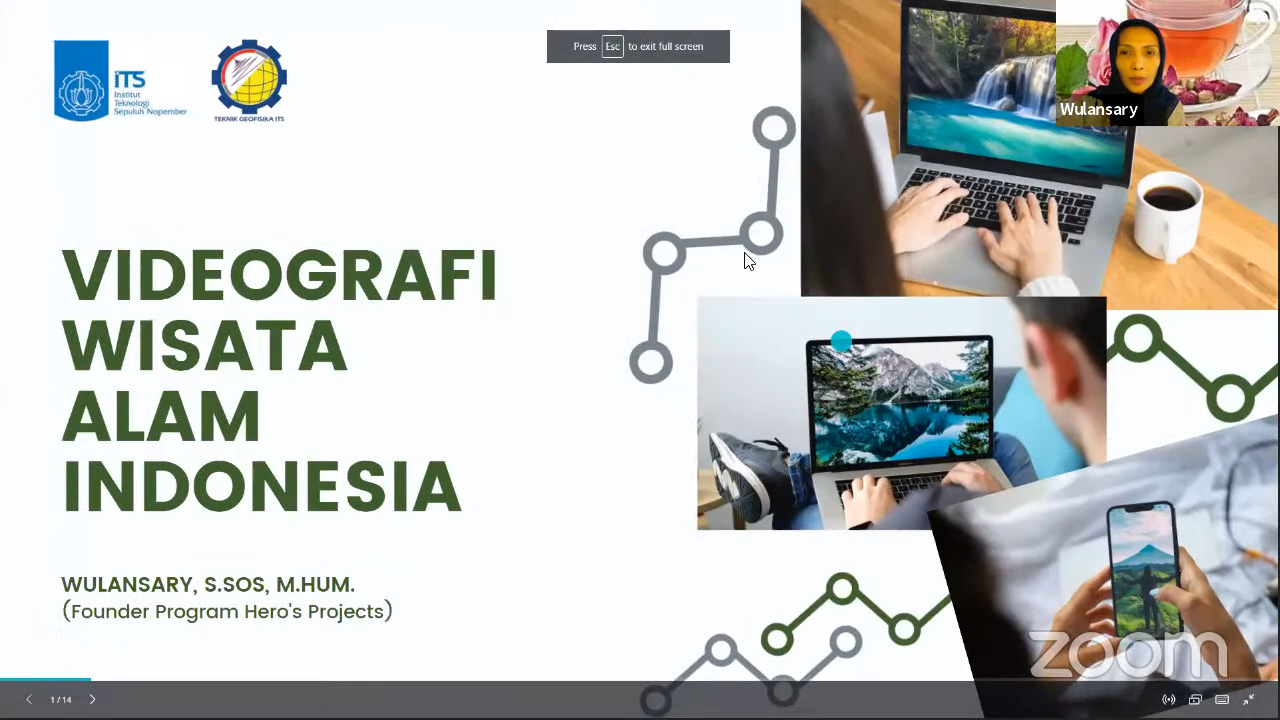 iTS
Institut
Teknologi
Sepuluh Nopember
TEKNIK GEOFISIKA ITS
Press Esc to exit full screen
Wulansary
VIDEOGRAFI
WISATA
ALAM
INDONESIA
WULANSARY, S.SOS, M.HUM.
(Founder Program Hero's Projects)
zoom
1 / 14